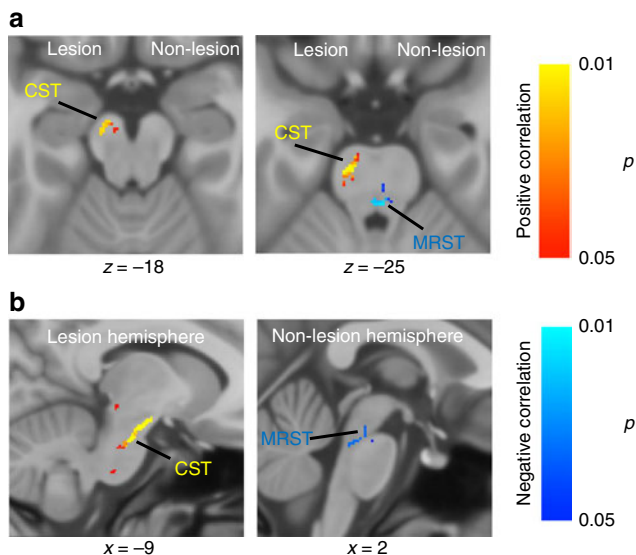 a
Lesion Non-lesion
CST
z = –18
Lesion Non-lesion
CST
MRST
z = –25
0.01
Positive correlation
p
0.05
b
Lesion hemisphere
CST
x = –9
Non-lesion hemisphere
MRST
x = 2
0.01
Negative correlation
p
0.05